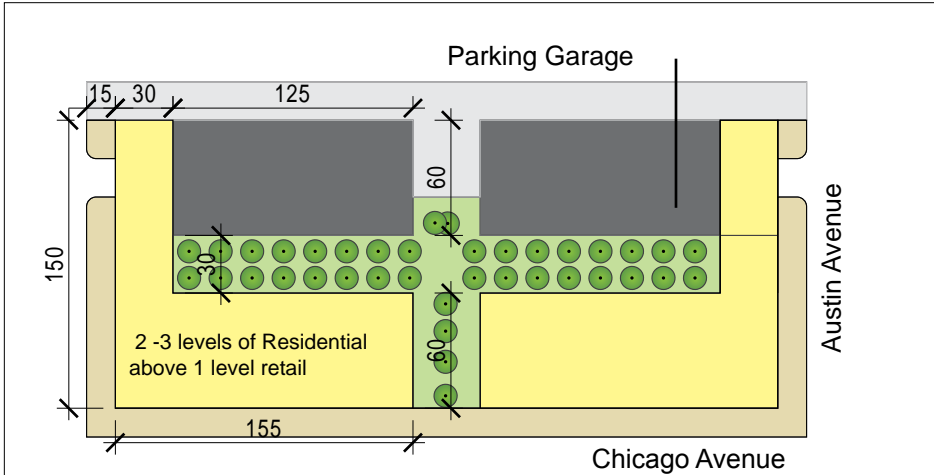 Parking Garage
15
30
125
60
150
30
Austin Avenue
2 -3 levels of Residential
above 1 level retail
60
155
Chicago Avenue